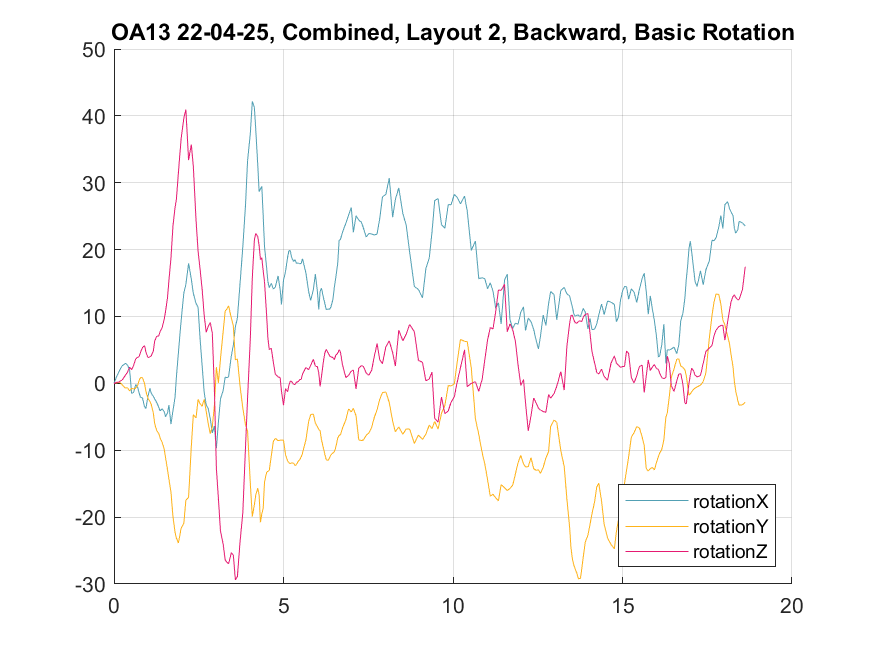 OA13 22-04-25, Combined, Layout 2, Backward, Basic Rotation
50
40
30
20
10
0
-10
-20
-30
0 5 10 15 20
rotationX
rotationY
rotationZ